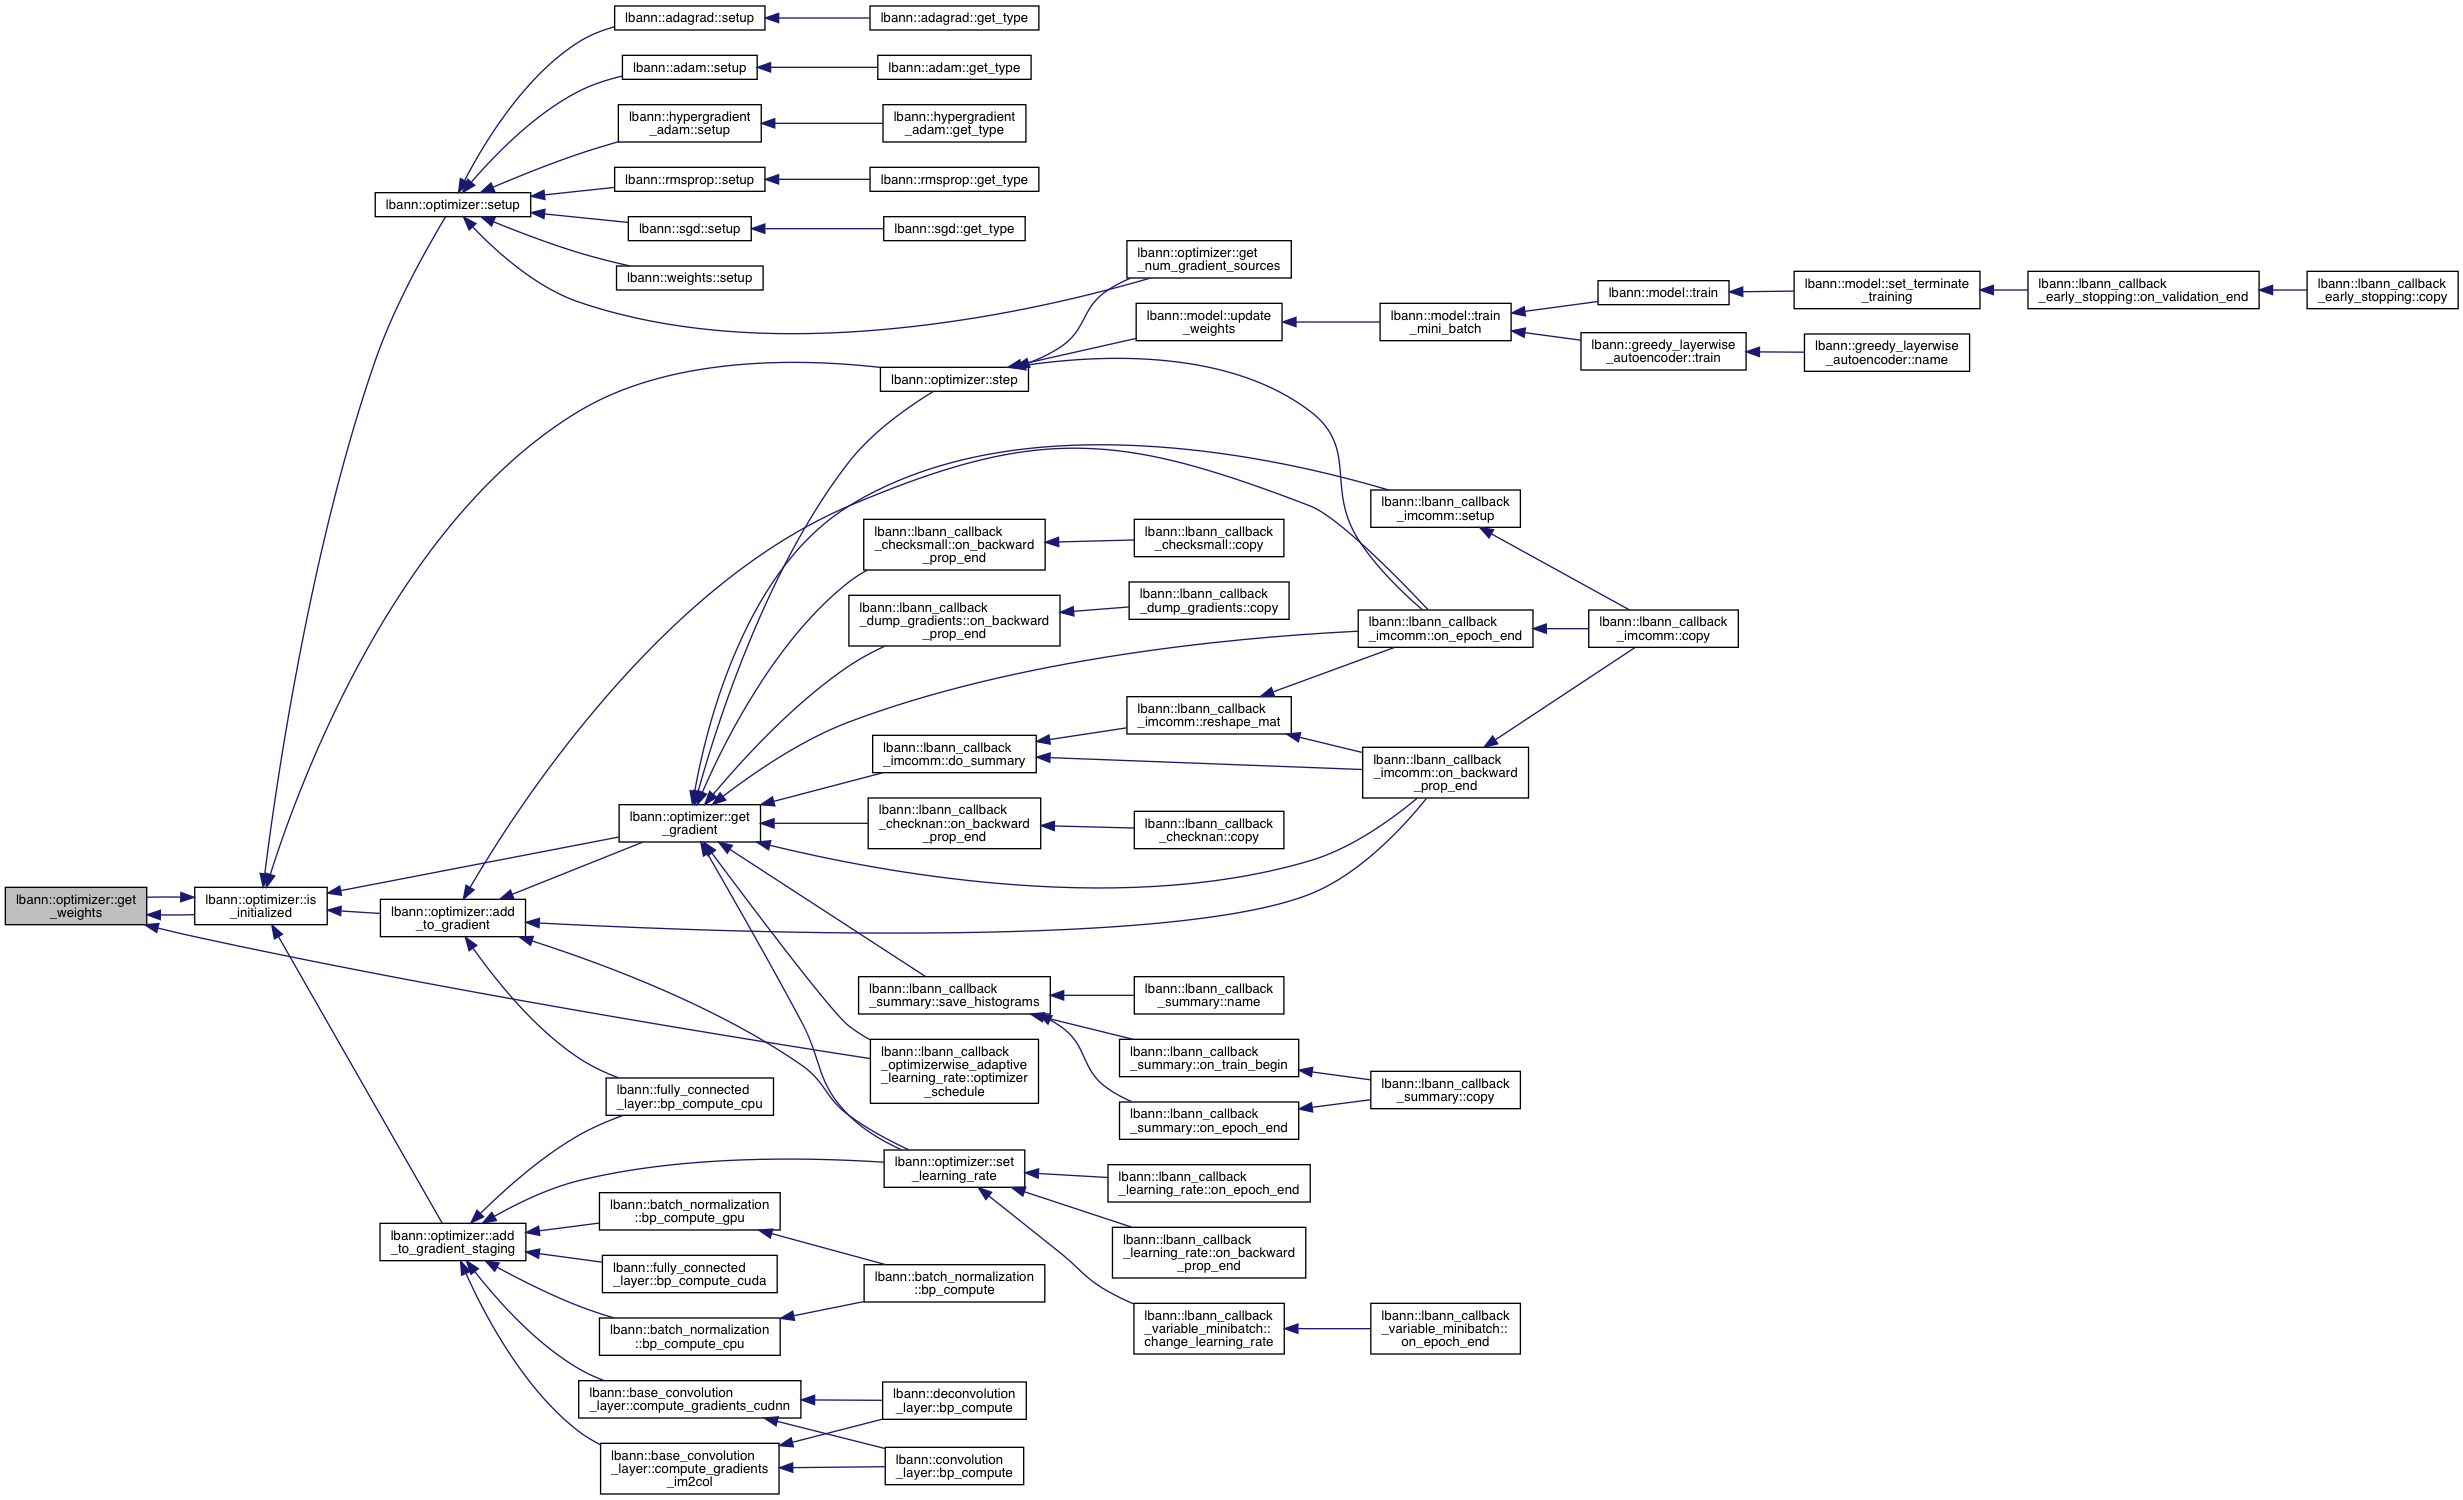 lbann::adagrad::setup
lbann::adagrad::get_type
lbann::adam::setup
lbann::adam::get_type
lbann::hypergradient
_adam::setup
lbann::hypergradient
_adam::get_type
lbann::rmsprop::setup
lbann::rmsprop::get_type
lbann::optimizer::setup
lbann::sgd::setup
lbann::sgd::get_type
lbann::weights::setup
lbann::optimizer::get
_num_gradient_sources
lbann::model::update
_weights
lbann::model::train
_mini_batch
lbann::model::train
lbann::model::set_terminate
_training
lbann::lbann_callback
_early_stopping::on_validation_end
lbann::lbann_callback
_early_stopping::copy
lbann::greedy_layerwise
_autoencoder::train
lbann::greedy_layerwise
_autoencoder::name
lbann::optimizer::step
lbann::lbann_callback
_imcomm::setup
lbann::lbann_callback
_checksmall::on_backward
_prop_end
lbann::lbann_callback
_checksmall::copy
lbann::lbann_callback
_dump_gradients::on_backward
_prop_end
lbann::lbann_callback
_dump_gradients::copy
lbann::lbann_callback
_imcomm::on_epoch_end
lbann::lbann_callback
_imcomm::copy
lbann::lbann_callback
_imcomm::reshape_mat
lbann::lbann_callback
_imcomm::do_summary
lbann::lbann_callback
_imcomm::on_backward
_prop_end
lbann::optimizer::get
_gradient
lbann::lbann_callback
_checknan::on_backward
_prop_end
lbann::lbann_callback
_checknan::copy
lbann::optimizer::get
_weights
lbann::optimizer::is
_initialized
lbann::optimizer::add
_to_gradient
lbann::lbann_callback
_summary::save_histograms
lbann::lbann_callback
_summary::name
lbann::lbann_callback
_optimizerwise_adaptive
_learning_rate::optimizer
_schedule
lbann::lbann_callback
_summary::on_train_begin
lbann::lbann_callback
_summary::copy
lbann::lbann_callback
_summary::on_epoch_end
lbann::fully_connected
_layer::bp_compute_cpu
lbann::optimizer::set
_learning_rate
lbann::lbann_callback
_learning_rate::on_epoch_end
lbann::batch_normalization
::bp_compute_gpu
lbann::optimizer::add
_to_gradient_staging
lbann::lbann_callback
_learning_rate::on_backward
_prop_end
lbann::fully_connected
_layer::bp_compute_cuda
lbann::batch_normalization
::bp_compute
lbann::batch_normalization
::bp_compute_cpu
lbann::lbann_callback
_variable_minibatch::
change_learning_rate
lbann::lbann_callback
_variable_minibatch::
on_epoch_end
lbann::base_convolution
_layer::compute_gradients_cudnn
lbann::deconvolution
_layer::bp_compute
lbann::base_convolution
_layer::compute_gradients
_im2col
lbann::convolution
_layer::bp_compute